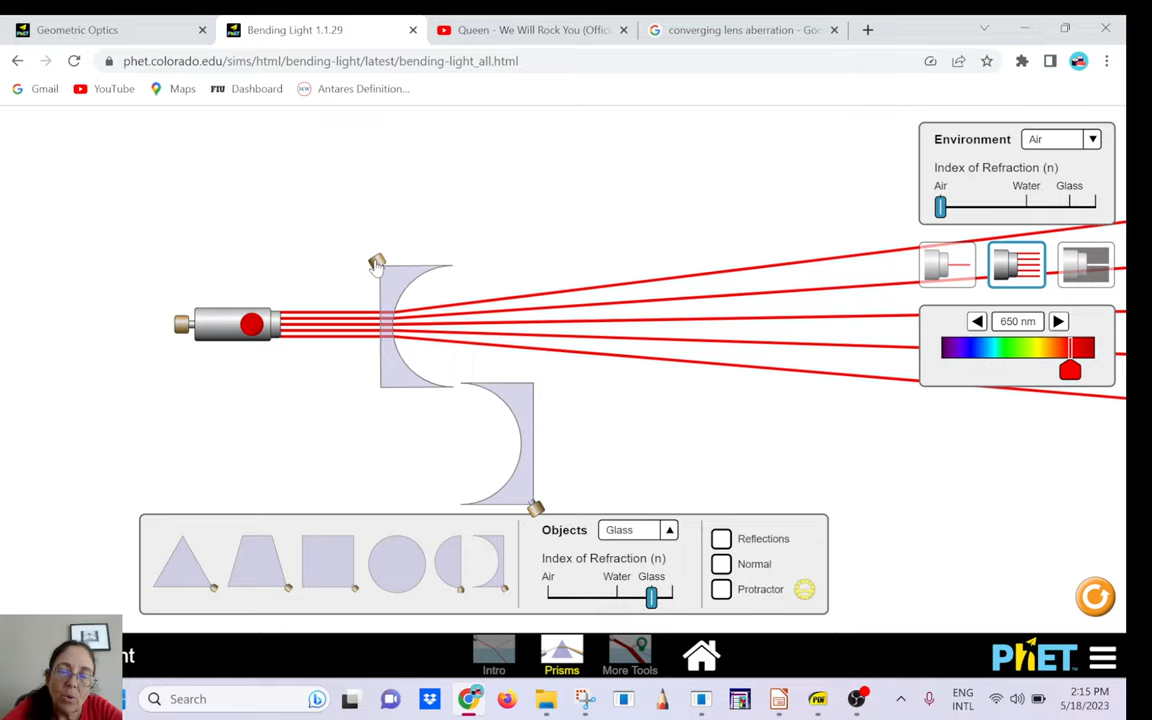 Geometric Optics
Bending Light 1.1.29
Queen - We Will Rock You (Offici
converging lens aberration - Goo
phet.colorado.edu/sims/html/bending-light/latest/bending-light_all.html
Gmail
YouTube
Maps
FIU Dashboard
MW Antares Definition...
Environment Air
Index of Refraction (n)
Air Water Glass
650 nm
Objects Glass
Index of Refraction (n)
Air Water Glass
Reflections
Normal
Protractor
nt
Intro
Prisms
More Tools
PhET
Search
ENG
INTL
2:15 PM
5/18/2023